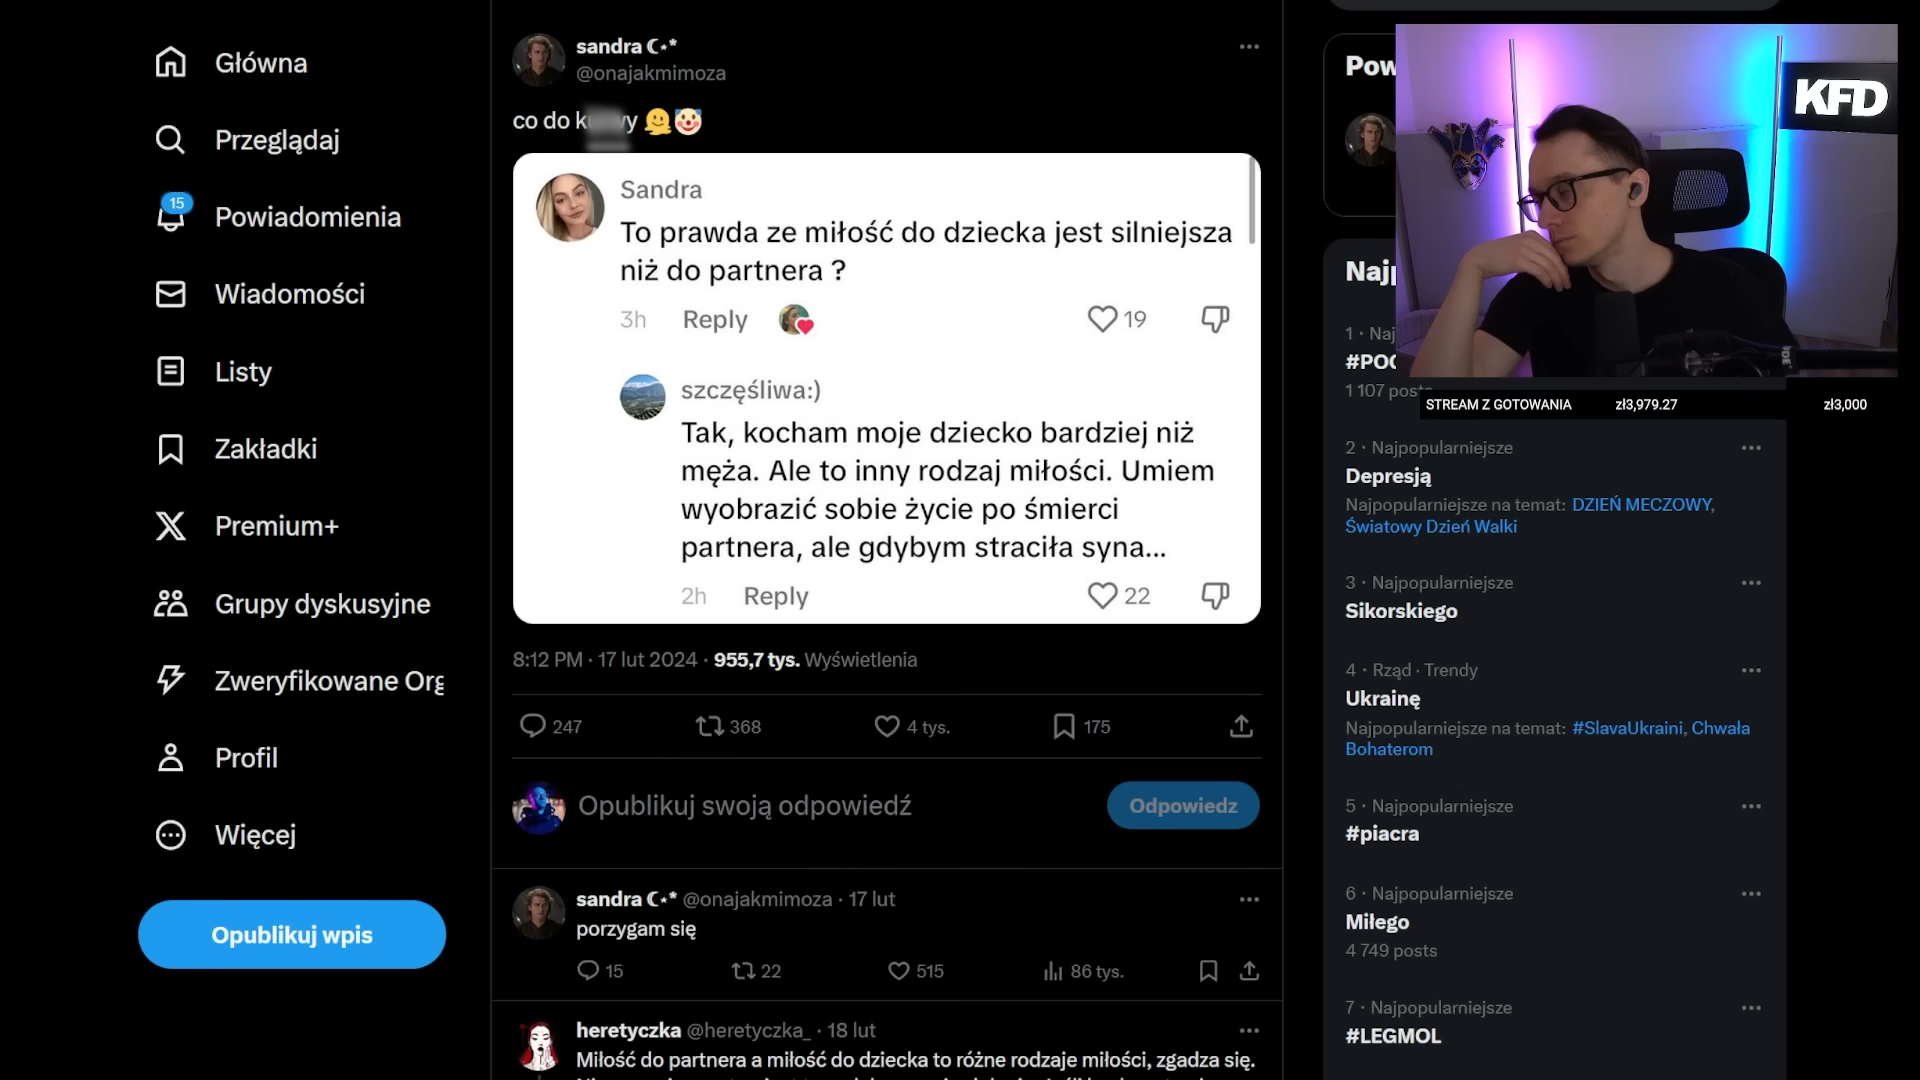 Główna
Przeglądaj
15
Powiadomienia
Wiadomości
Listy
Zakładki
Premium+
Grupy dyskusyjne
Zweryfikowane Org
Profil
Więcej
Opublikuj wpis
sandra ☾⋆*
@onajakmimoza
co do
Sandra
To prawda ze miłość do dziecka jest silniejsza
niż do partnera ?
3h Reply 19
szczęśliwa:)
Tak, kocham moje dziecko bardziej niż
męża. Ale to inny rodzaj miłości. Umiem
wyobrazić sobie życie po śmierci
partnera, ale gdybym straciła syna...
2h Reply 22
8:12 PM · 17 lut 2024 · 955,7 tys. Wyświetlenia
247 368 4 tys. 175
Opublikuj swoją odpowiedź
Odpowiedz
sandra ☾⋆* @onajakmimoza · 17 lut
porzygam się
15 22 515 86 tys.
heretyczka @heretyczka_ · 18 lut
Miłość do partnera a miłość do dziecka to różne rodzaje miłości, zgadza się.
KFD
STREAM Z GOTOWANIA zł3,979.27 zł3,000
Pow
Najp
1 · Naj
#POC
1 107 posts
2 · Najpopularniejsze
Depresją
Najpopularniejsze na temat: DZIEŃ MECZOWY,
Światowy Dzień Walki
3 · Najpopularniejsze
Sikorskiego
4 · Rząd · Trendy
Ukrainę
Najpopularniejsze na temat: #SlavaUkraini, Chwała
Bohaterom
5 · Najpopularniejsze
#piacra
6 · Najpopularniejsze
Miłego
4 749 posts
7 · Najpopularniejsze
#LEGMOL